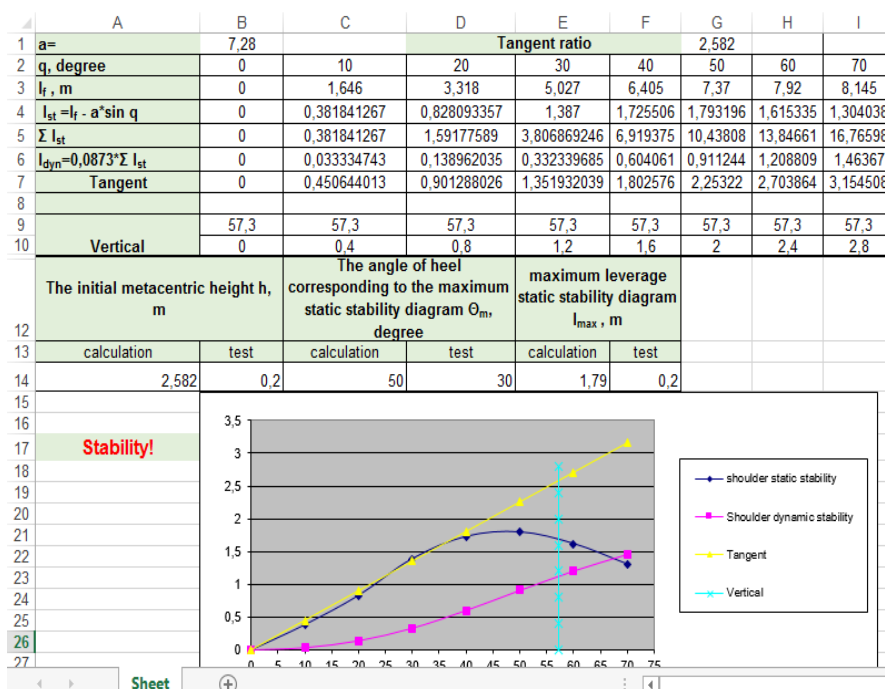 A B C D E F G H I
1 a= 7,28 Tangent ratio 2,582
2 q, degree 0 10 20 30 40 50 60 70
3 lf , m 0 1,646 3,318 5,027 6,405 7,37 7,92 8,145
4 lst =lf - a*sin q 0 0,381841267 0,828093357 1,387 1,725506 1,793196 1,615335 1,304038
5 Σ lst 0 0,381841267 1,59177589 3,806869246 6,919375 10,43808 13,84661 16,76598
6 ldyn=0,0873*Σ lst 0 0,033334743 0,138962035 0,332339685 0,604061 0,911244 1,208809 1,46367
7 Tangent 0 0,450644013 0,901288026 1,351932039 1,802576 2,25322 2,703864 3,154508
8
9 57,3 57,3 57,3 57,3 57,3 57,3 57,3 57,3
10 Vertical 0 0,4 0,8 1,2 1,6 2 2,4 2,8
The initial metacentric height h,
m
The angle of heel
corresponding to the maximum
static stability diagram Θm,
degree
maximum leverage
static stability diagram
lmax , m
12
13 calculation test calculation test calculation test
14 2,582 0,2 50 30 1,79 0,2
15
16
17 Stability!
18
19
20
21
22
23
24
25
26
27
3,5
3
2,5
2
1,5
1
0,5
0
0 5 10 15 20 25 30 35 40 45 50 55 60 65 70 75
shoulder static stability
Shoulder dynamic stability
Tangent
Vertical
Sheet